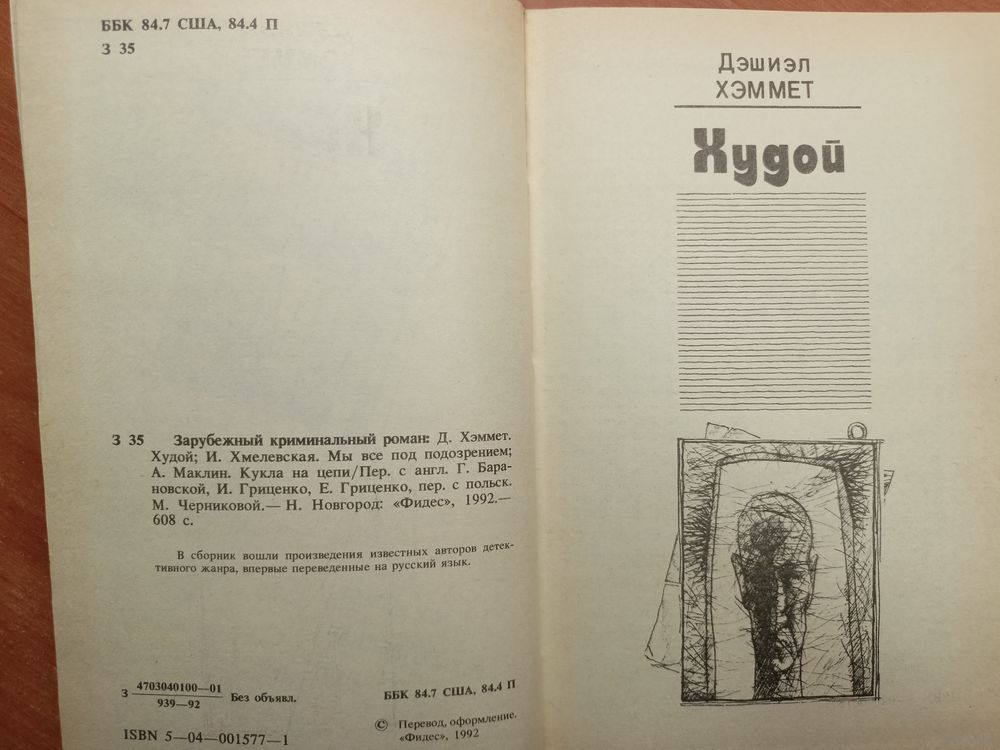 ББК 84.7 США, 84.4 П
З 35
З 35 Зарубежный криминальный роман: Д. Хэммет.
Худой; И. Хмелевская. Мы все под подозрением;
А. Маклин. Кукла на цепи/Пер. с англ. Г. Бара-
новской, И. Гриценко, Е. Гриценко, пер. с польск.
М. Черниковой.— Н. Новгород: «Фидес», 1992.—
608 с.
В сборник вошли произведения известных авторов детек-
тивного жанра, впервые переведенные на русский язык.
З 4703040100—01
939—92
Без объявл.
ББК 84.7 США, 84.4 П
ISBN 5—04—001577—1
© Перевод, оформление.
«Фидес», 1992
Дэшиэл
ХЭММЕТ
Худой